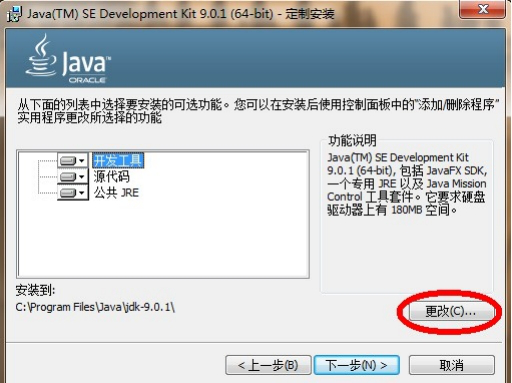 Java(TM) SE Development Kit 9.0.1 (64-bit) - 定制安装
Java™
ORACLE
从下面的列表中选择要安装的可选功能。您可以在安装后使用控制面板中的"添加/删除程序"
实用程序更改所选择的功能
开发工具
源代码
公共 JRE
功能说明
Java(TM) SE Development Kit
9.0.1 (64-bit), 包括 JavaFX SDK,
一个专用 JRE 以及 Java Mission
Control 工具套件。它要求硬盘
驱动器上有 180MB 空间。
安装到:
C:\Program Files\Java\jdk-9.0.1\
更改(C)...
<上一步(B)
下一步(N) >
取消